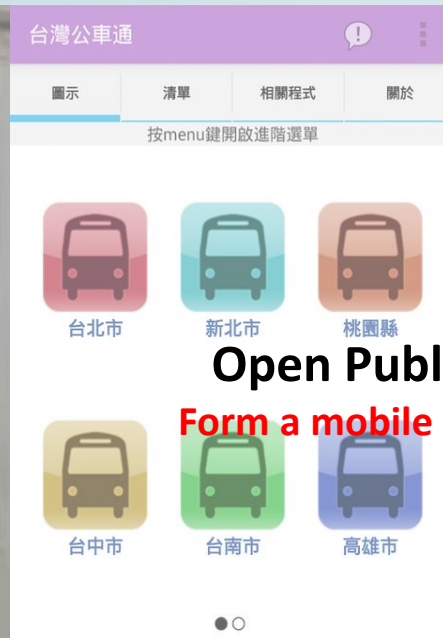 台灣公車通
圖示 清單 相關程式 關於
按menu鍵開啟進階選單
台北市 新北市 桃園縣
Open Publ
Form a mobile
台中市 台南市 高雄市